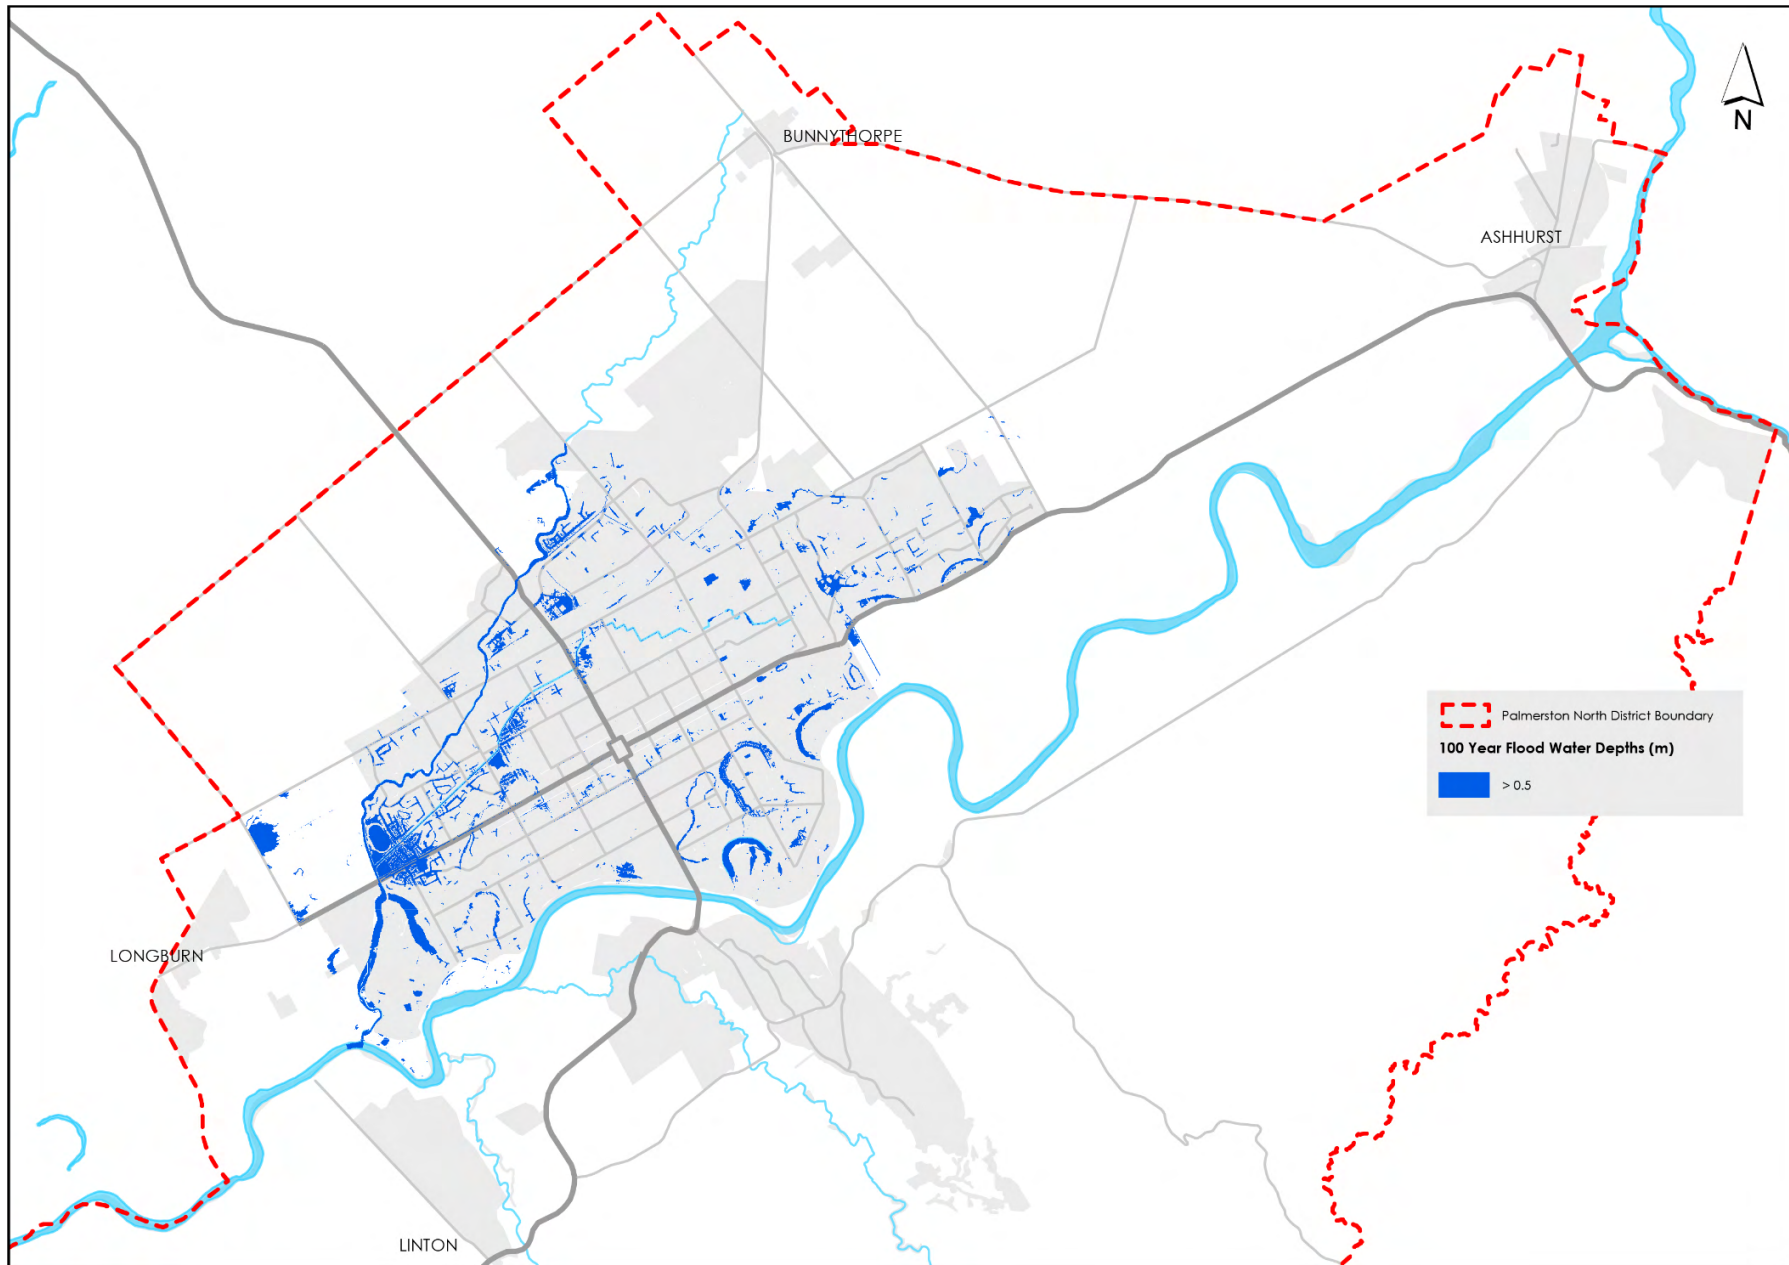 N
BUNNYTHORPE
ASHHURST
Palmerston North District Boundary
100 Year Flood Water Depths (m)
> 0.5
LONGBURN
LINTON